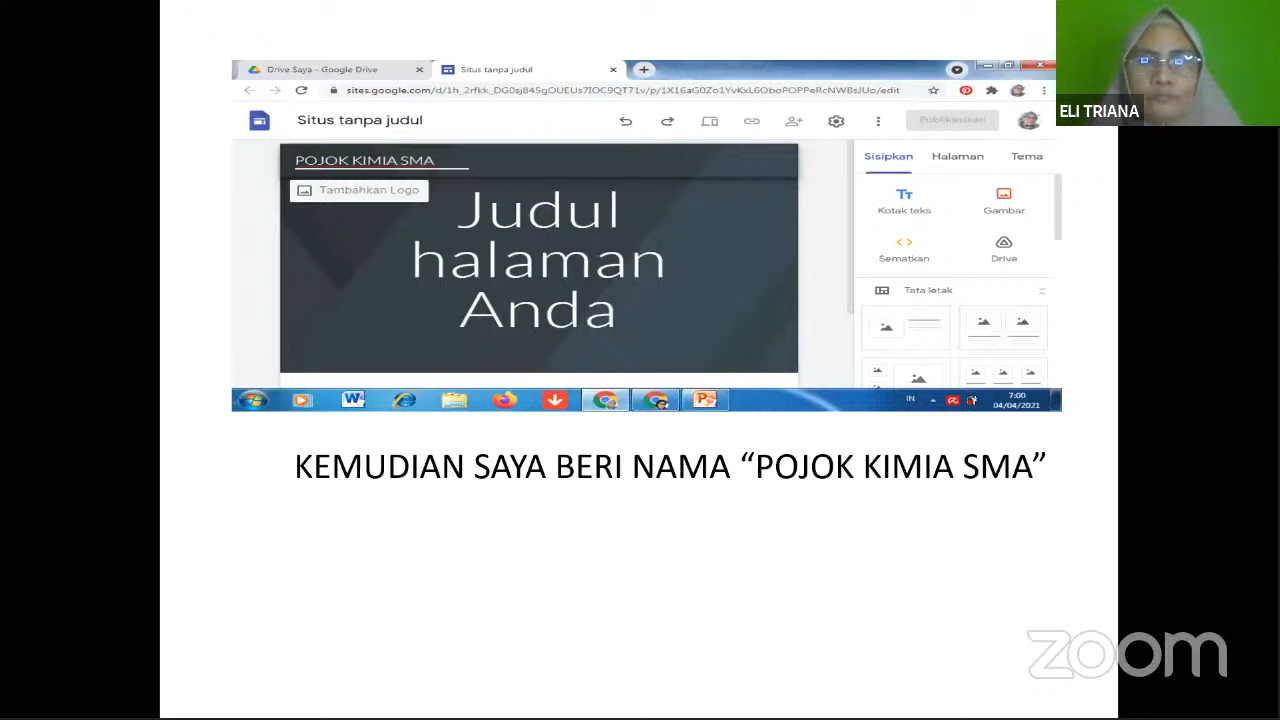 Drive Saya - Google Drive
Situs tanpa judul
Situs tanpa judul
Publikasikan
POJOK KIMIA SMA
Tambahkan Logo
Judul
halaman
Anda
Sisipkan Halaman Tema
Kotak teks Gambar
Sematkan Drive
Tata letak
IN
7:00
04/04/2021
ELI TRIANA
KEMUDIAN SAYA BERI NAMA “POJOK KIMIA SMA”
zoom